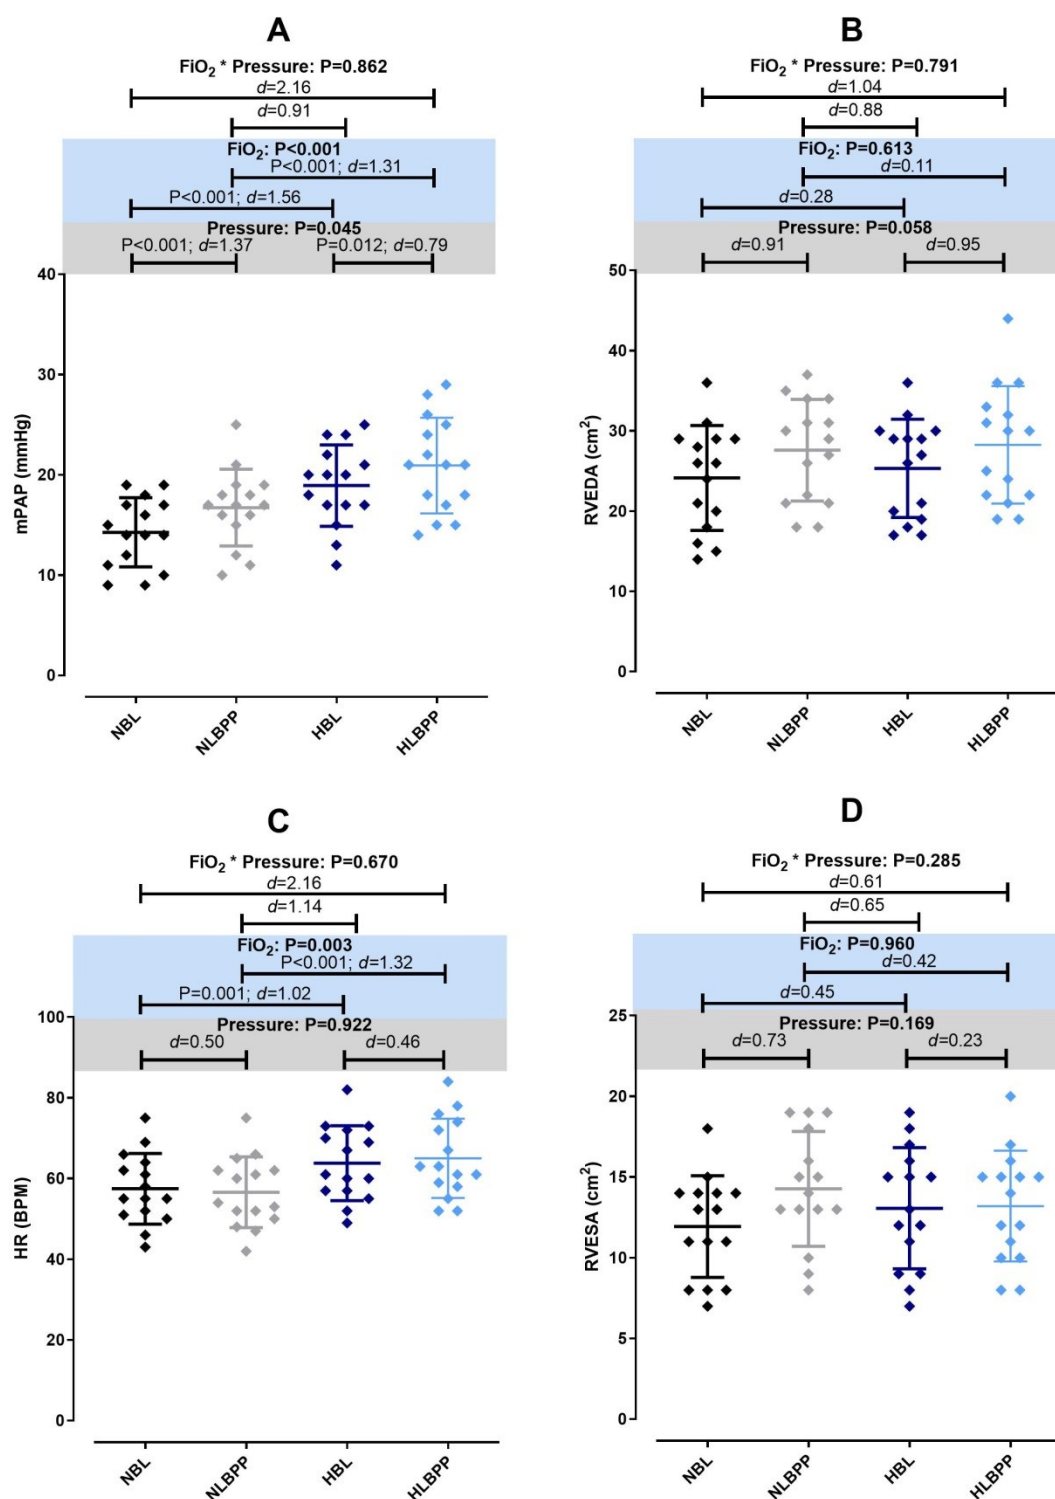 A
FiO2 * Pressure: P=0.862
d=2.16
d=0.91
FiO2: P<0.001
P<0.001; d=1.31
P<0.001; d=1.56
Pressure: P=0.045
P<0.001; d=1.37 P=0.012; d=0.79
40
30
20
10
0
mPAP (mmHg)
NBL
NLBPP
HBL
HLBPP
B
FiO2 * Pressure: P=0.791
d=1.04
d=0.88
FiO2: P=0.613
d=0.11
d=0.28
Pressure: P=0.058
d=0.91 d=0.95
50
40
30
20
10
0
RVEDA (cm2)
NBL
NLBPP
HBL
HLBPP
C
FiO2 * Pressure: P=0.670
d=2.16
d=1.14
FiO2: P=0.003
P<0.001; d=1.32
P=0.001; d=1.02
Pressure: P=0.922
d=0.50 d=0.46
100
80
60
40
20
0
HR (BPM)
NBL
NLBPP
HBL
HLBPP
D
FiO2 * Pressure: P=0.285
d=0.61
d=0.65
FiO2: P=0.960
d=0.42
d=0.45
Pressure: P=0.169
d=0.73 d=0.23
25
20
15
10
5
0
RVESA (cm2)
NBL
NLBPP
HBL
HLBPP